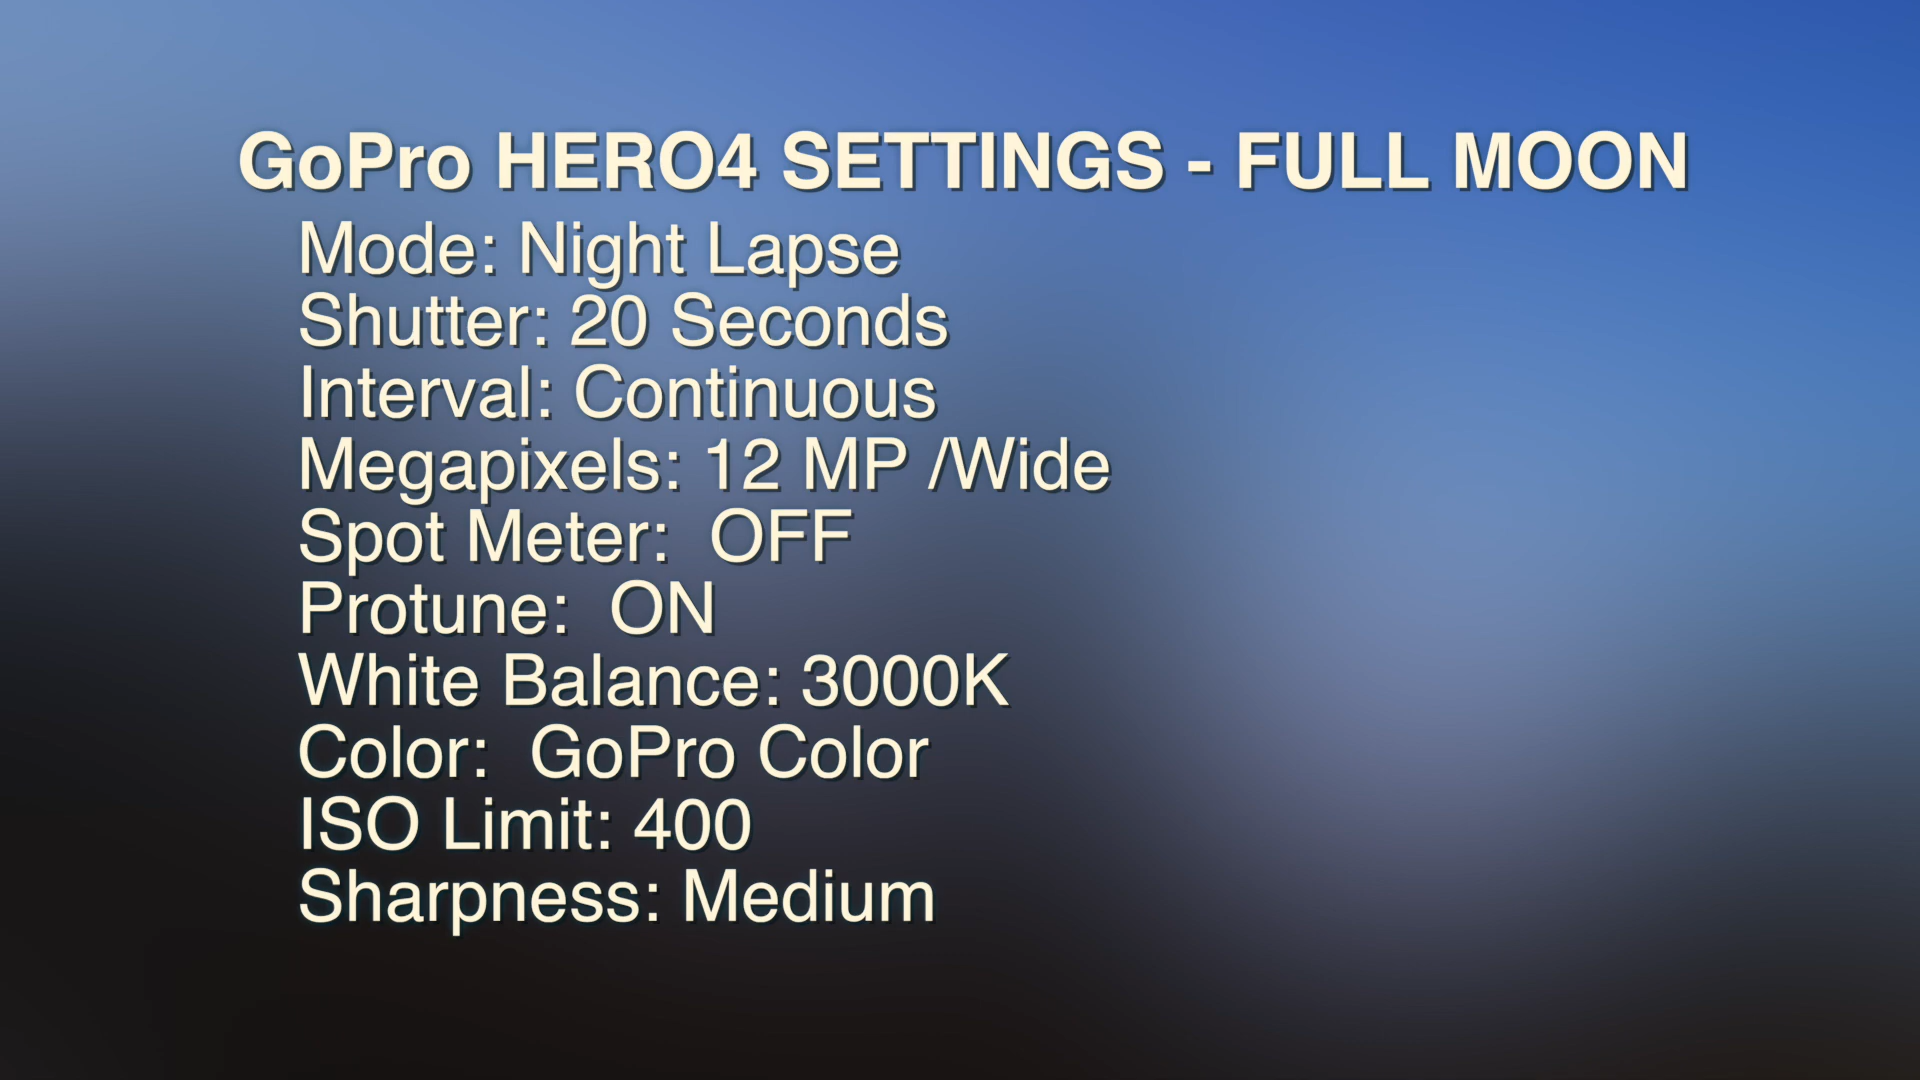 GoPro HERO4 SETTINGS - FULL MOON
Mode: Night Lapse
Shutter: 20 Seconds
Interval: Continuous
Megapixels: 12 MP /Wide
Spot Meter:  OFF
Protune:  ON
White Balance: 3000K
Color:  GoPro Color
ISO Limit: 400
Sharpness: Medium